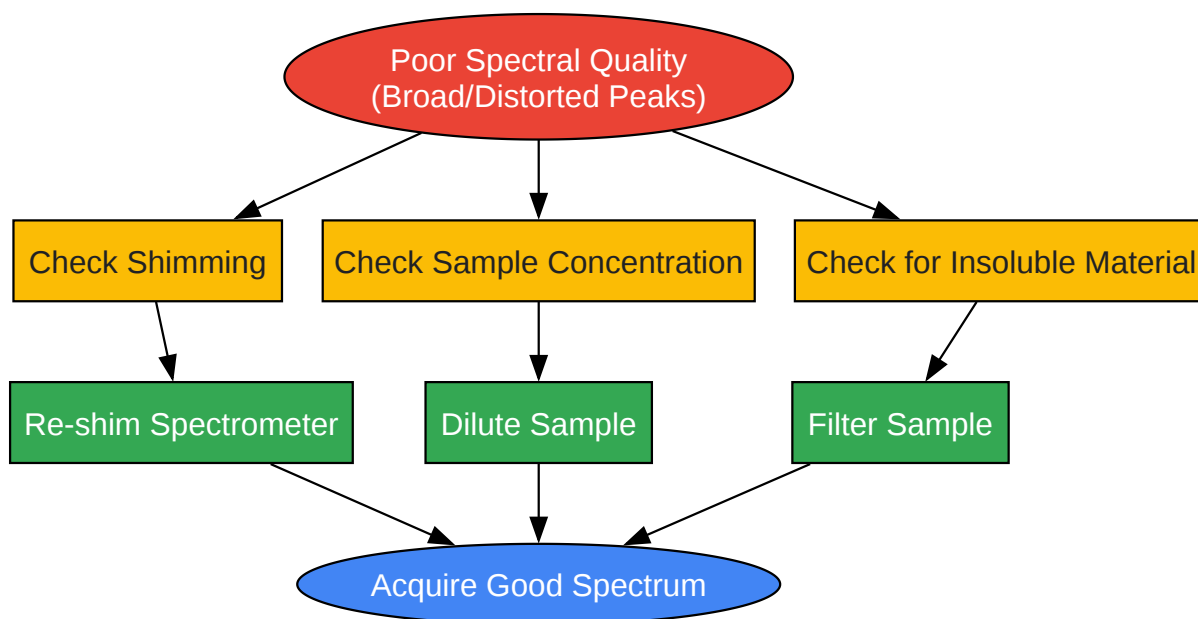 Poor Spectral Quality
(Broad/Distorted Peaks)
Check Shimming
Check Sample Concentration
Check for Insoluble Material
Re-shim Spectrometer
Dilute Sample
Filter Sample
Acquire Good Spectrum